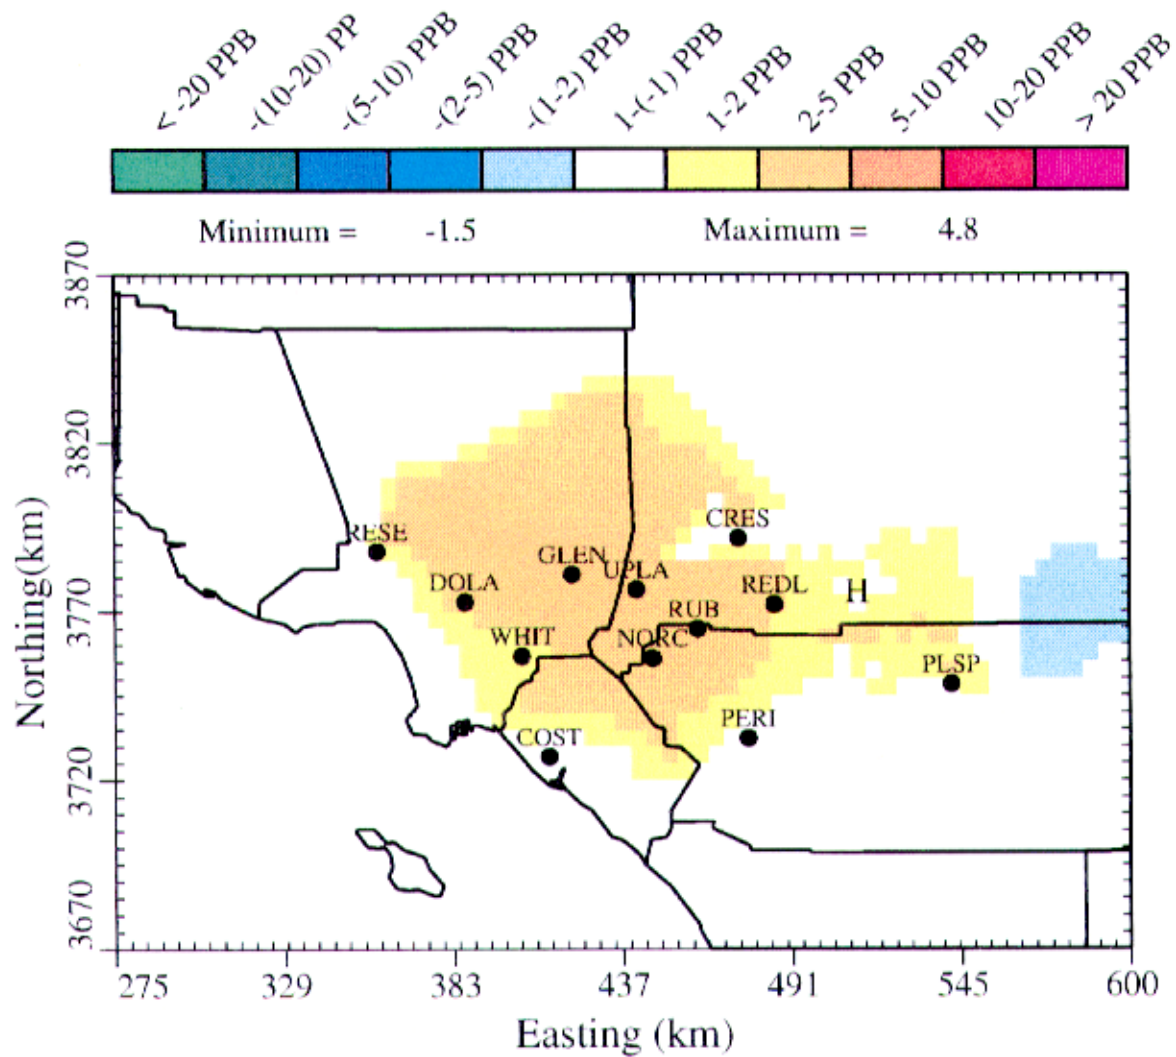 < -20 PPB
-(10-20)) PP
-(5-10)) PPB
-(2-5) PPB
-(1-2) PPB
1-(-1) PPB
1-2 PPB
2-5 PPB
5-10 PPB
10-20 PPB
> 20 PPB
Minimum = -1.5 Maximum = 4.8
3870
3820
3770
3720
3670
Northing(km)
CRES
RESE
GLEN UPLA
DOLA REDL H
RUB
WHIT NORC
PLSP
PERI
COST
275 329 383 437 491 545 600
Easting (km)